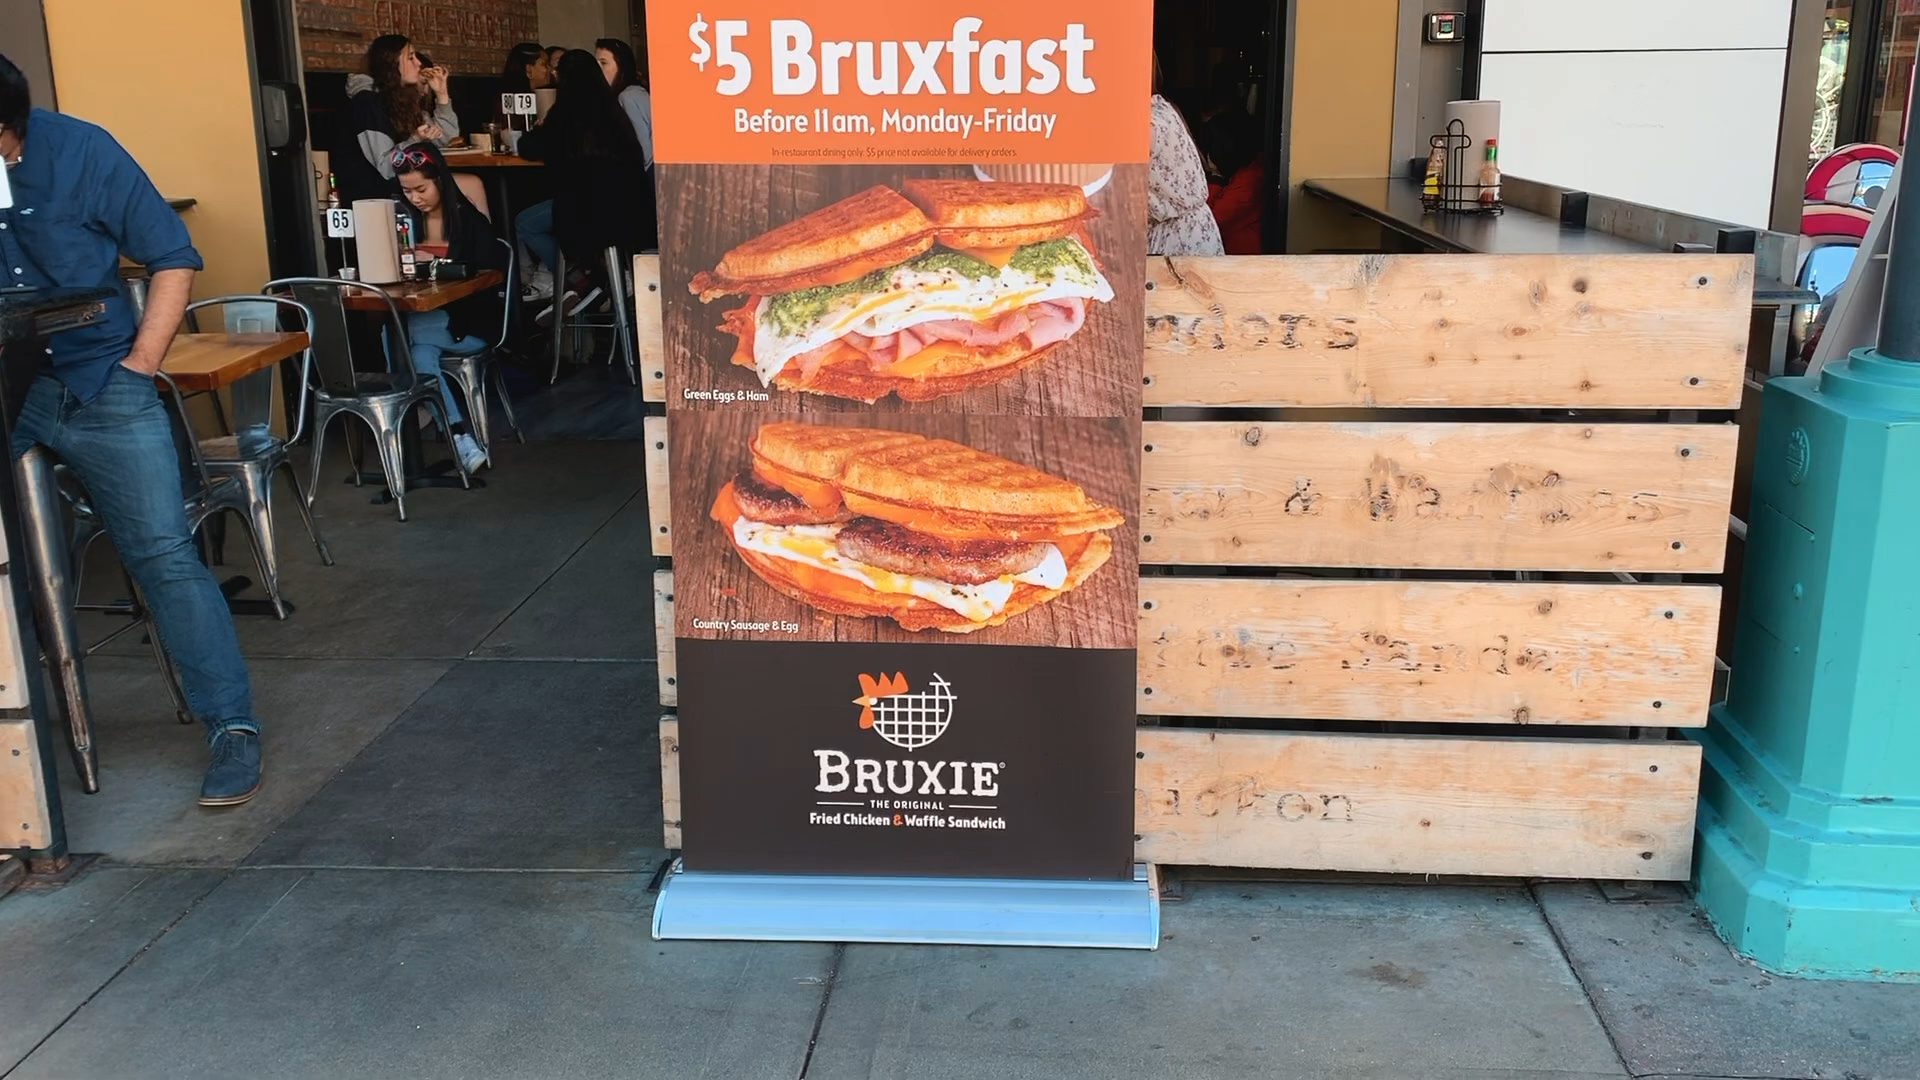 $5 Bruxfast
Before 11am, Monday-Friday
In-restaurant dining only. $5 price not available for delivery orders.
80 79
65
Green Eggs & Ham
Country Sausage & Egg
BRUXIE®
THE ORIGINAL
Fried Chicken & Waffle Sandwich
nders
&